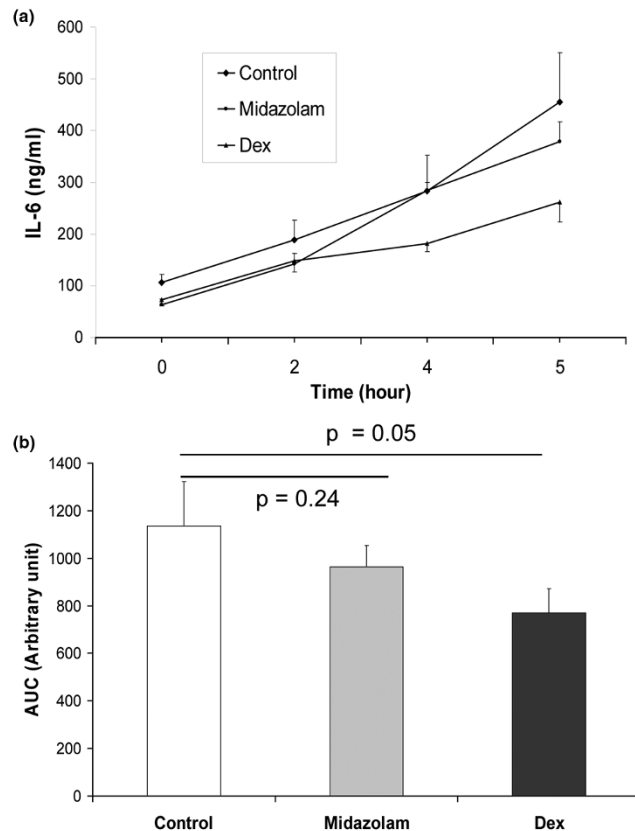 (a)
600
500
400
300
200
100
0
IL-6 (ng/ml)
Control
Midazolam
Dex
0 2 4 5
Time (hour)
(b)
p = 0.05
p = 0.24
1400
1200
1000
800
600
400
200
0
AUC (Arbitrary unit)
Control Midazolam Dex